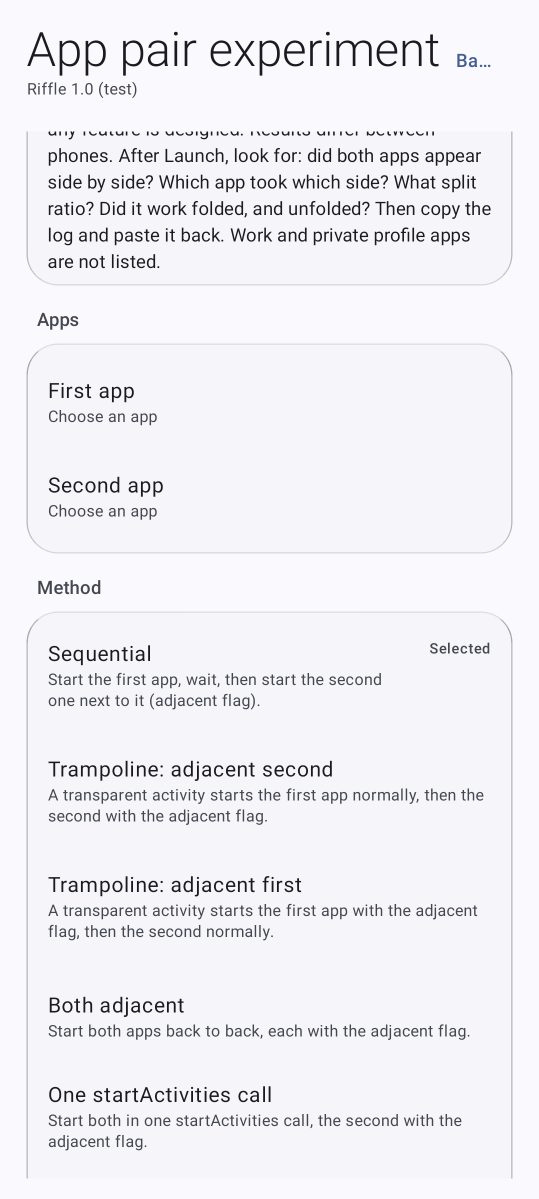 App pair experiment Ba...
Riffle 1.0 (test)
any feature is designed. Results differ between
phones. After Launch, look for: did both apps appear
side by side? Which app took which side? What split
ratio? Did it work folded, and unfolded? Then copy the
log and paste it back. Work and private profile apps
are not listed.
Apps
First app
Choose an app
Second app
Choose an app
Method
Sequential Selected
Start the first app, wait, then start the second
one next to it (adjacent flag).
Trampoline: adjacent second
A transparent activity starts the first app normally, then the
second with the adjacent flag.
Trampoline: adjacent first
A transparent activity starts the first app with the adjacent
flag, then the second normally.
Both adjacent
Start both apps back to back, each with the adjacent flag.
One startActivities call
Start both in one startActivities call, the second with the
adjacent flag.